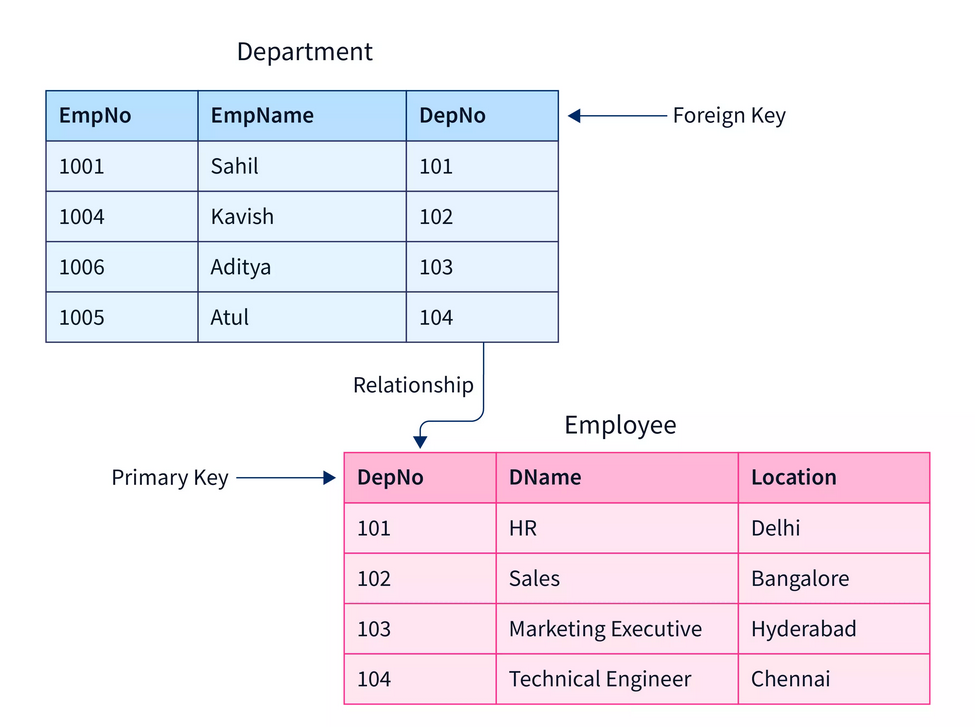 Department
EmpNo EmpName DepNo
Foreign Key
1001 Sahil 101
1004 Kavish 102
1006 Aditya 103
1005 Atul 104
Relationship
Employee
Primary Key
DepNo DName Location
101 HR Delhi
102 Sales Bangalore
103 Marketing Executive Hyderabad
104 Technical Engineer Chennai